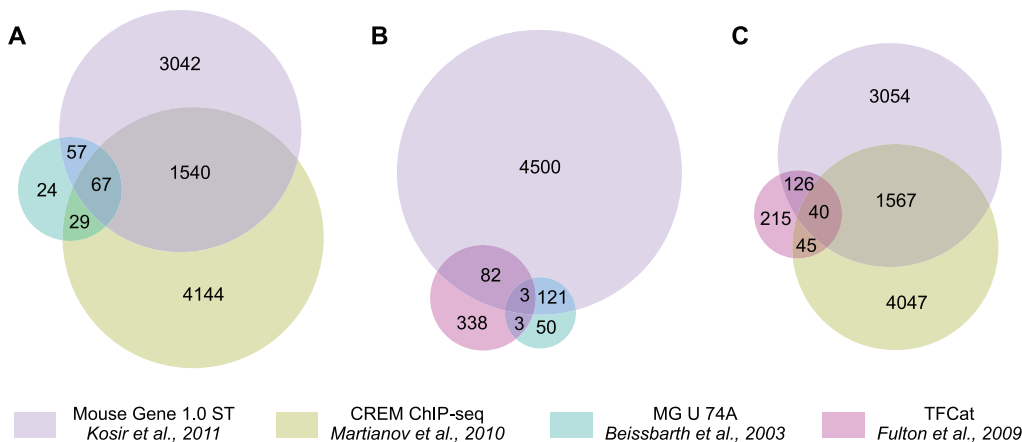 A
3042
57
1540
24
67
29
4144
B
4500
82
3
121
338
3
50
C
3054
126
1567
215
40
45
4047
Mouse Gene 1.0 ST
Kosir et al., 2011
CREM ChIP-seq
Martianov et al., 2010
MG U 74A
Beissbarth et al., 2003
TFCat
Fulton et al., 2009